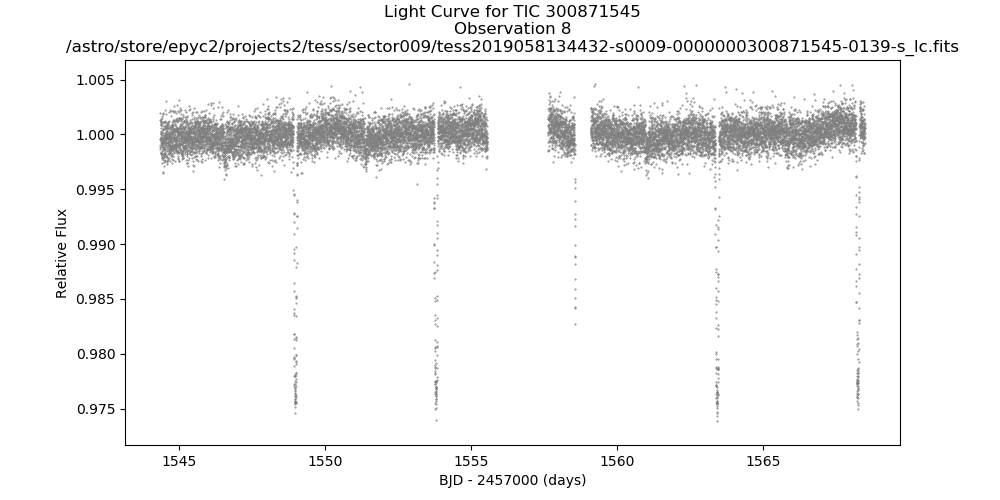 Light Curve for TIC 300871545
Observation 8
/astro/store/epyc2/projects2/tess/sector009/tess2019058134432-s0009-0000000300871545-0139-s_lc.fits
1.005
1.000
0.995
0.990
0.985
0.980
0.975
Relative Flux
1545
1550
1555
1560
1565
BJD - 2457000 (days)